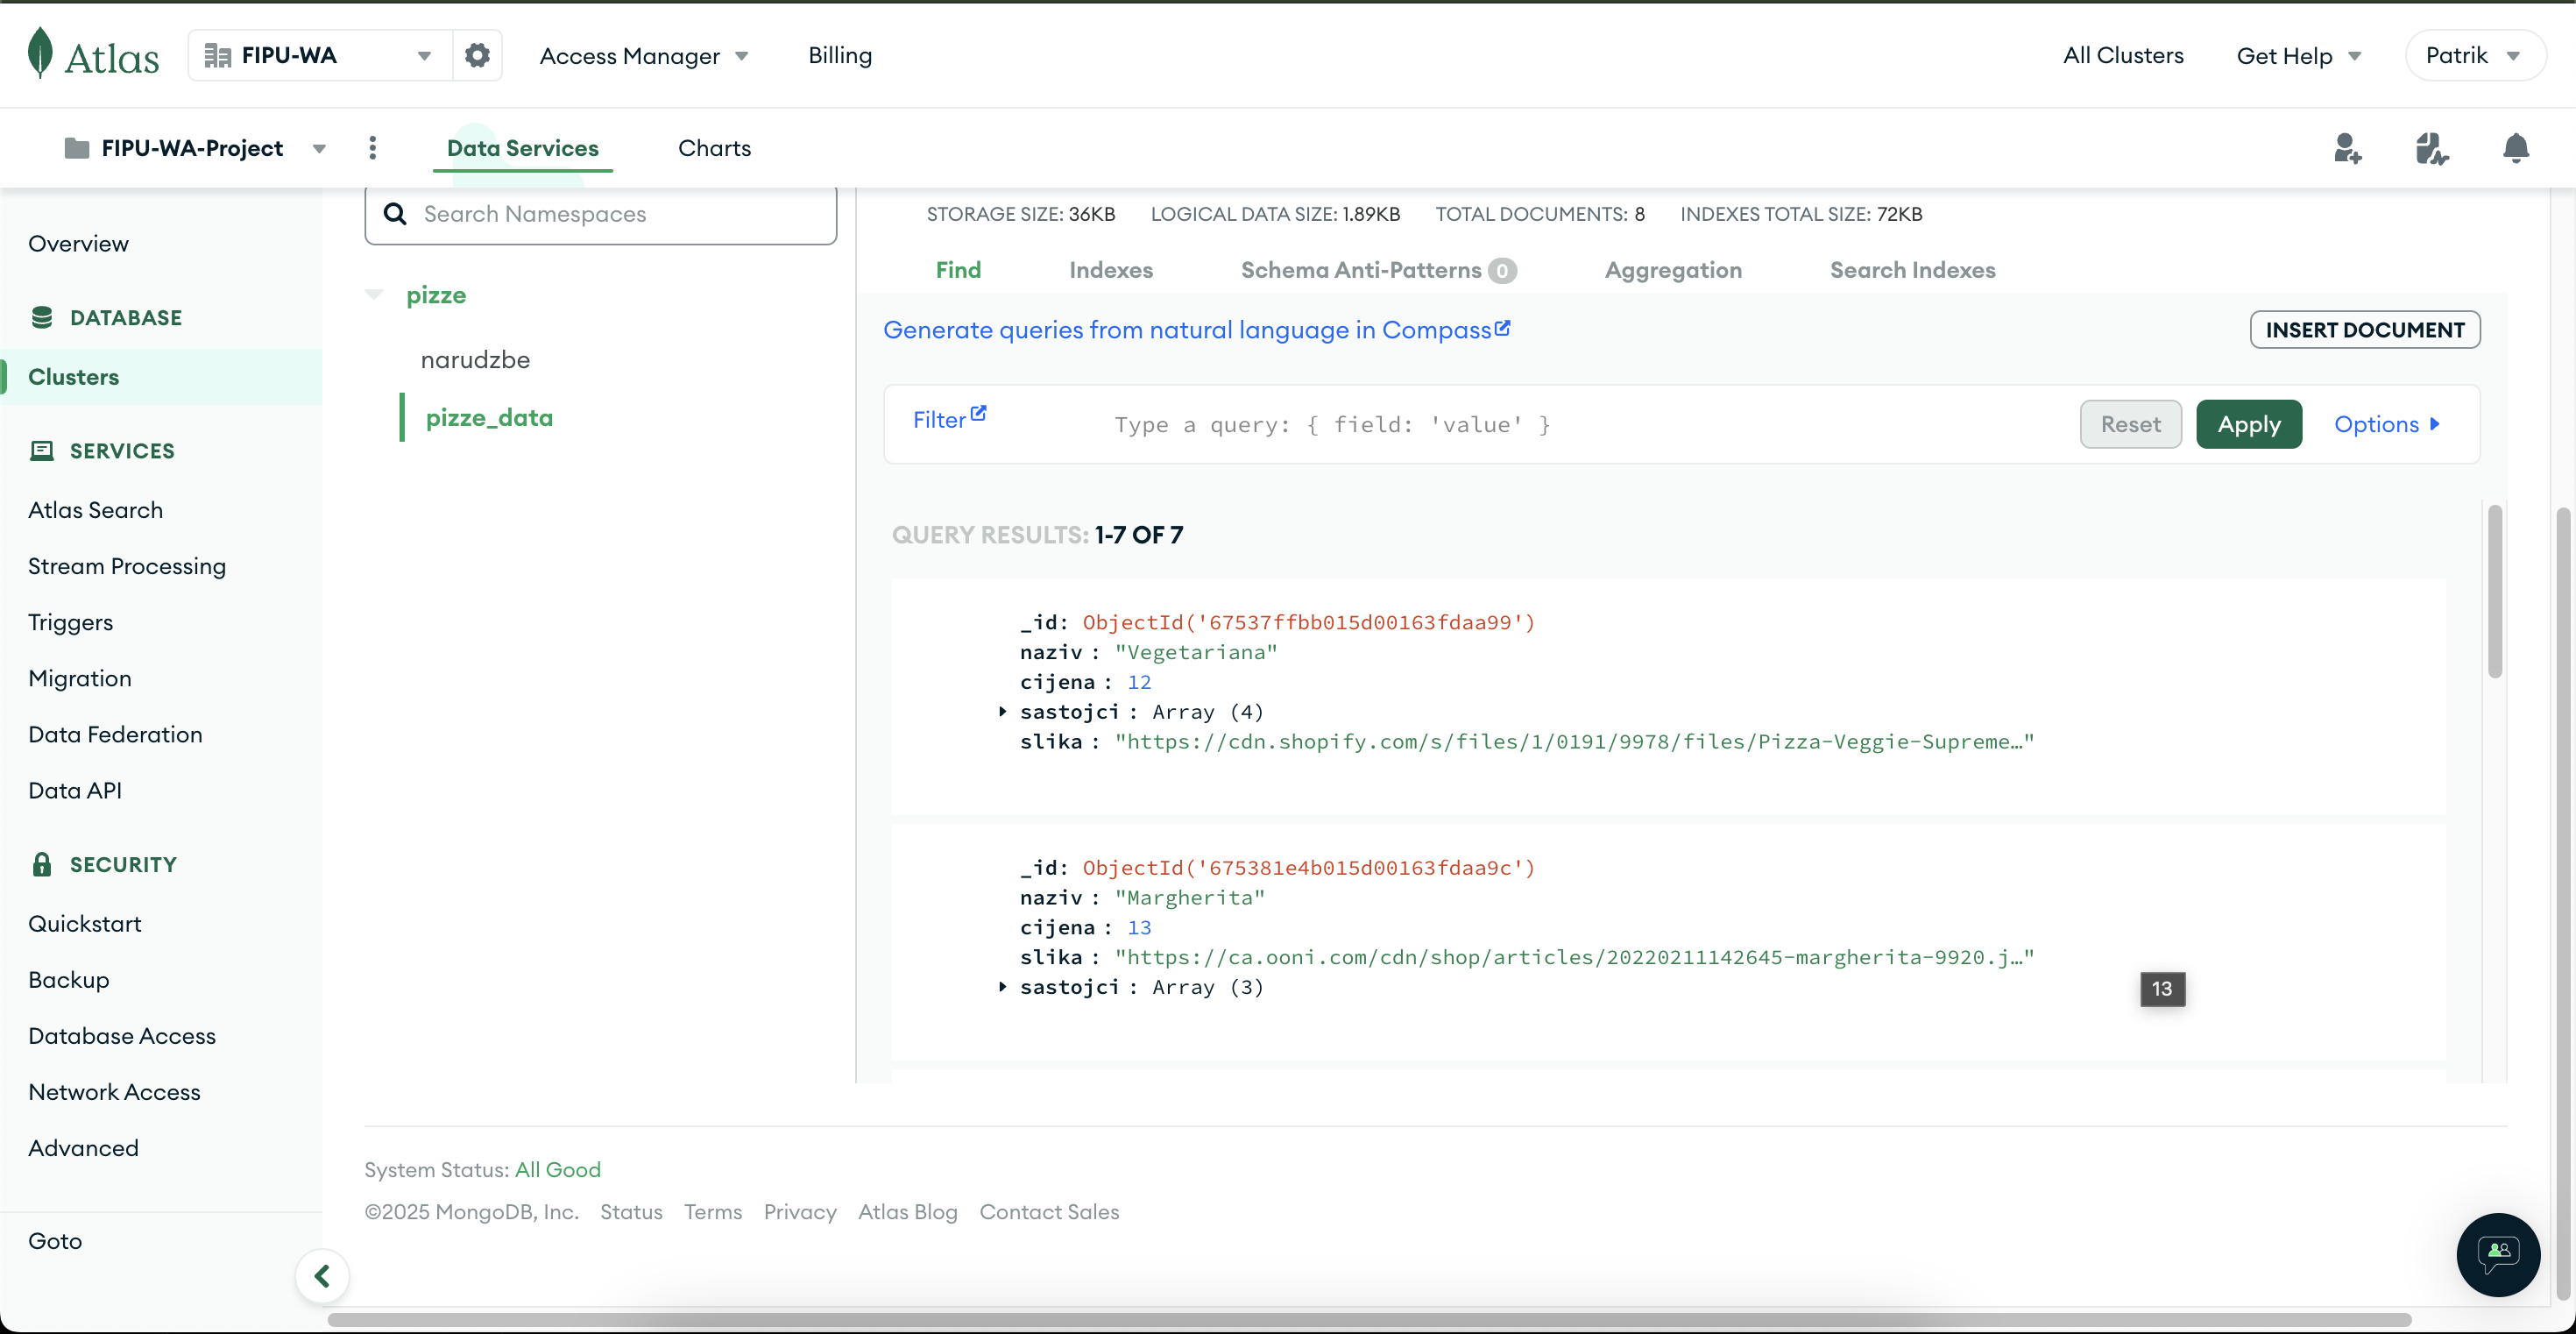 Atlas
FIPU-WA
Access Manager
Billing
All Clusters
Get Help
Patrik
FIPU-WA-Project
Data Services
Charts
Overview
DATABASE
Clusters
SERVICES
Atlas Search
Stream Processing
Triggers
Migration
Data Federation
Data API
SECURITY
Quickstart
Backup
Database Access
Network Access
Advanced
Goto
Search Namespaces
pizze
narudzbe
pizze_data
STORAGE SIZE: 36KB LOGICAL DATA SIZE: 1.89KB TOTAL DOCUMENTS: 8 INDEXES TOTAL SIZE: 72KB
Find Indexes Schema Anti-Patterns 0 Aggregation Search Indexes
Generate queries from natural language in Compass
INSERT DOCUMENT
Filter
Type a query: { field: 'value' }
Reset
Apply
Options
QUERY RESULTS: 1-7 OF 7
_id: ObjectId('67537ffbb015d00163fdaa99')
naziv : "Vegetariana"
cijena : 12
sastojci : Array (4)
slika : "https://cdn.shopify.com/s/files/1/0191/9978/files/Pizza-Veggie-Supreme…"
_id: ObjectId('675381e4b015d00163fdaa9c')
naziv : "Margherita"
cijena : 13
slika : "https://ca.ooni.com/cdn/shop/articles/20220211142645-margherita-9920.j…"
sastojci : Array (3)
13
System Status: All Good
©2025 MongoDB, Inc. Status Terms Privacy Atlas Blog Contact Sales